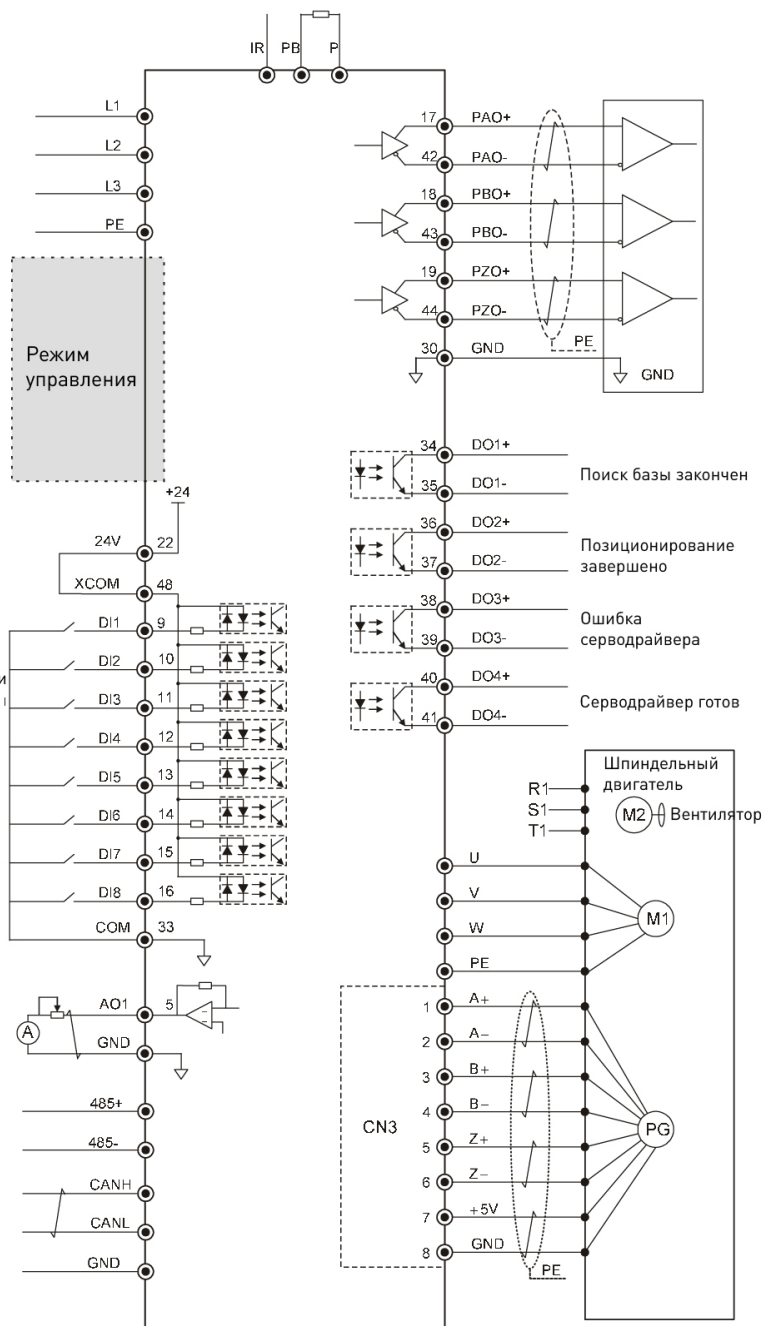 IR PB P
L1
L2
L3
PE
Режим
управления
+24
24V 22
XCOM 48
DI1 9
DI2 10
и
DI3 11
DI4 12
DI5 13
DI6 14
DI7 15
DI8 16
COM 33
AO1 5
A
GND
485+
485-
CANH
CANL
GND
17 PAO+
42 PAO-
18 PBO+
43 PBO-
19 PZO+
44 PZO-
PE
30 GND
GND
34 DO1+
35 DO1-
Поиск базы закончен
36 DO2+
37 DO2-
Позиционирование
завершено
38 DO3+
39 DO3-
Ошибка
серводрайвера
40 DO4+
41 DO4-
Серводрайвер готов
Шпиндельный
двигатель
R1
S1
T1
M2 Вентилятор
U
V
W
PE
M1
CN3
1 A+
2 A-
3 B+
4 B-
5 Z+
6 Z-
7 +5V
8 GND
PG
PE